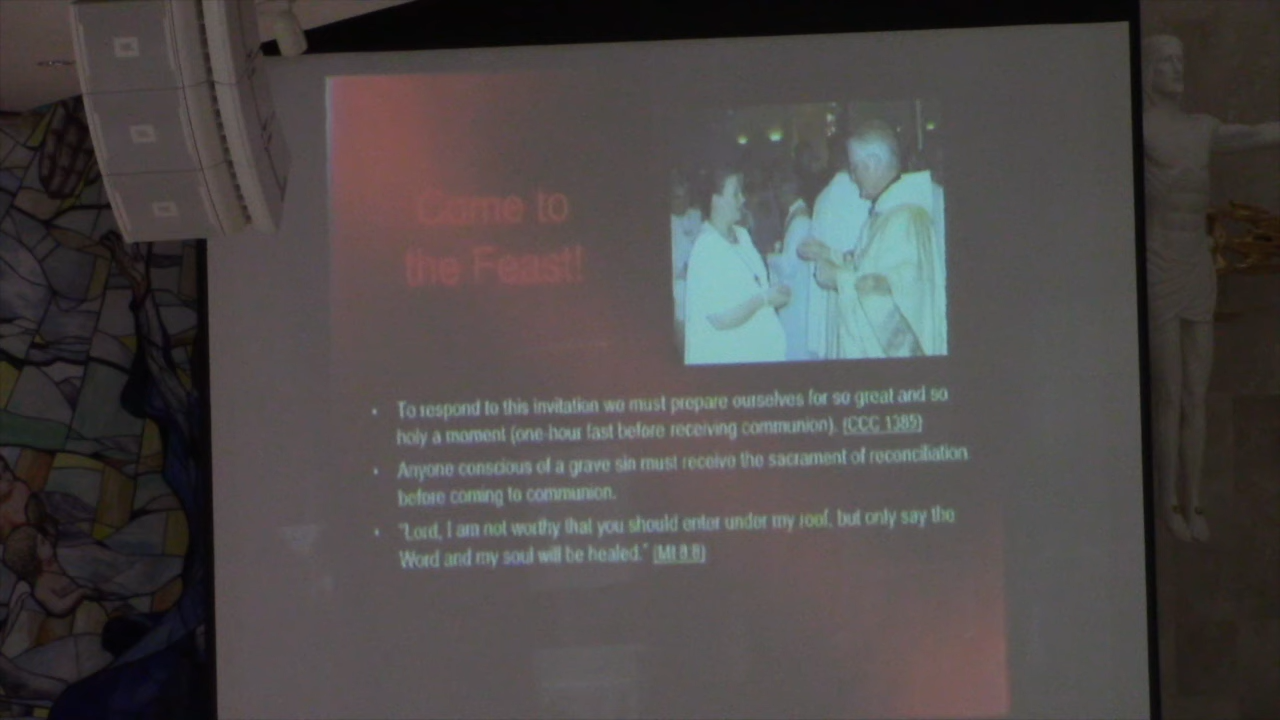 Come to
the Feast!
• To respond to this invitation we must prepare ourselves for so great and so
holy a moment (one-hour fast before receiving communion). (CCC 1385)
• Anyone conscious of a grave sin must receive the sacrament of reconciliation
before coming to communion.
• "Lord, I am not worthy that you should enter under my roof, but only say the
Word and my soul will be healed." (Mt 8.8)